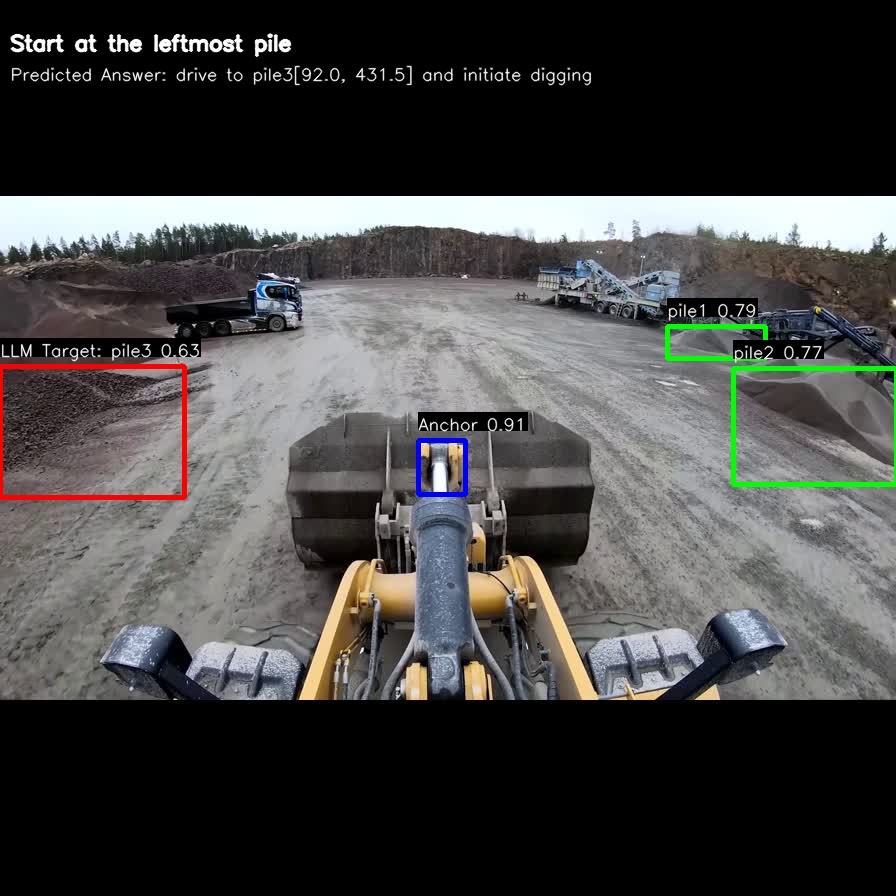 Start at the leftmost pile
Predicted Answer: drive to pile3[92.0, 431.5] and initiate digging
pile1 0.79
LLM Target: pile3 0.63
pile2 0.77
Anchor 0.91